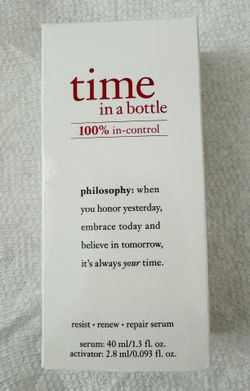 time
in a bottle
100% in-control
philosophy: when
you honor yesterday,
embrace today and
believe in tomorrow,
it's always your time.
resist • renew • repair serum
serum: 40 ml/1.3 fl. oz.
activator: 2.8 ml/0.093 fl. oz.